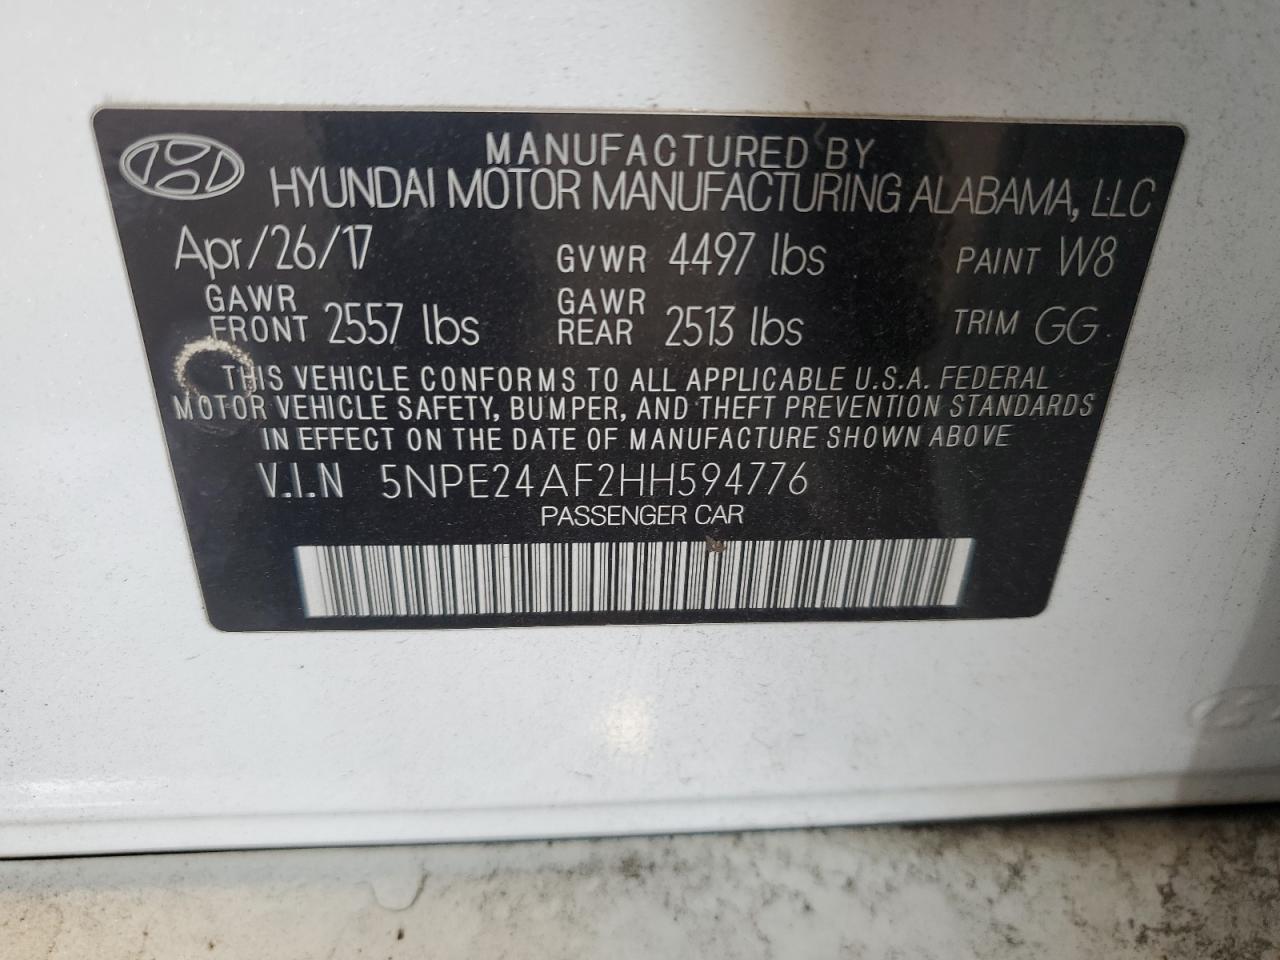 MANUFACTURED BY
HYUNDAI MOTOR MANUFACTURING ALABAMA, LLC
Apr/26/17 GVWR 4497 lbs PAINT W8
GAWR FRONT 2557 lbs GAWR REAR 2513 lbs TRIM GG
THIS VEHICLE CONFORMS TO ALL APPLICABLE U.S.A. FEDERAL
MOTOR VEHICLE SAFETY, BUMPER, AND THEFT PREVENTION STANDARDS
IN EFFECT ON THE DATE OF MANUFACTURE SHOWN ABOVE
V.I.N 5NPE24AF2HH594776
PASSENGER CAR